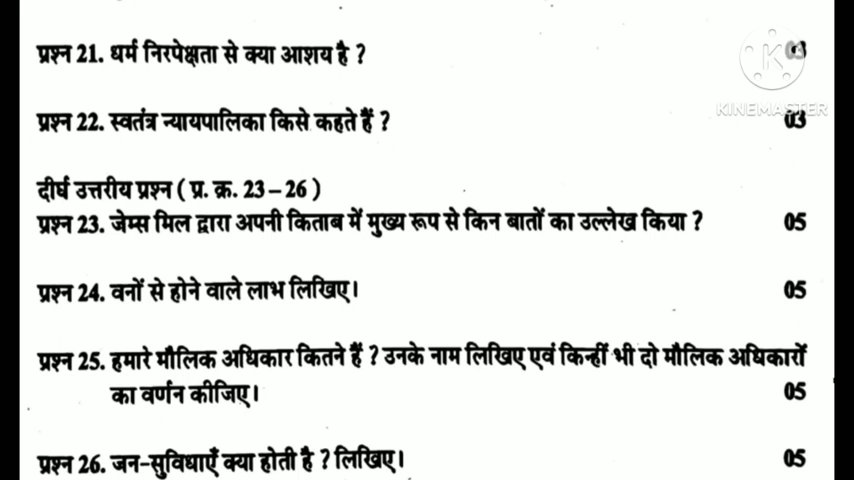 प्रश्न 21. धर्म निरपेक्षता से क्या आशय है ? 03
KINEMASTER
प्रश्न 22. स्वतंत्र न्यायपालिका किसे कहते हैं ? 03
दीर्घ उत्तरीय प्रश्न ( प्र. क्र. 23 – 26 )
प्रश्न 23. जेम्स मिल द्वारा अपनी किताब में मुख्य रूप से किन बातों का उल्लेख किया ? 05
प्रश्न 24. वनों से होने वाले लाभ लिखिए। 05
प्रश्न 25. हमारे मौलिक अधिकार कितने हैं ? उनके नाम लिखिए एवं किन्हीं भी दो मौलिक अधिकारों
का वर्णन कीजिए। 05
प्रश्न 26. जन-सुविधाएँ क्या होती है ? लिखिए। 05